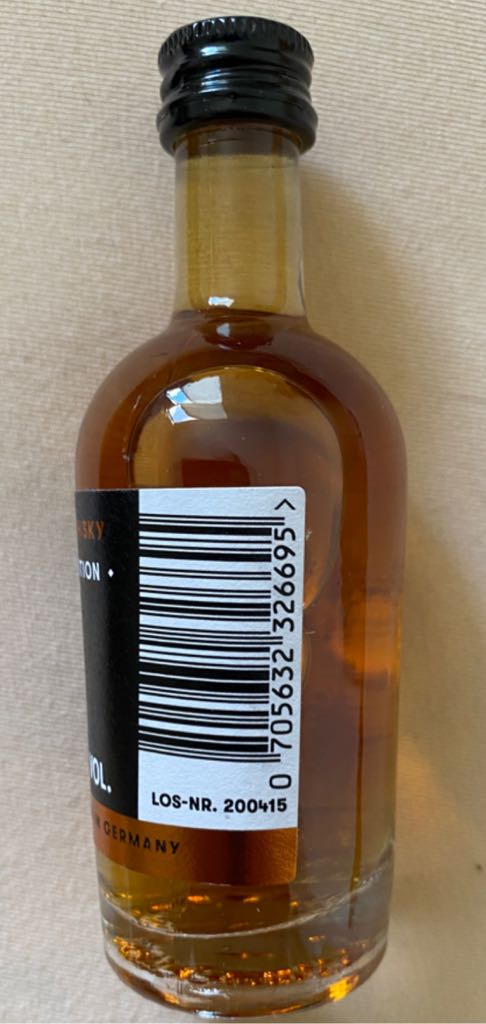 SKY
TION
VOL.
GERMANY
0 705632 326695 >
LOS-NR. 200415